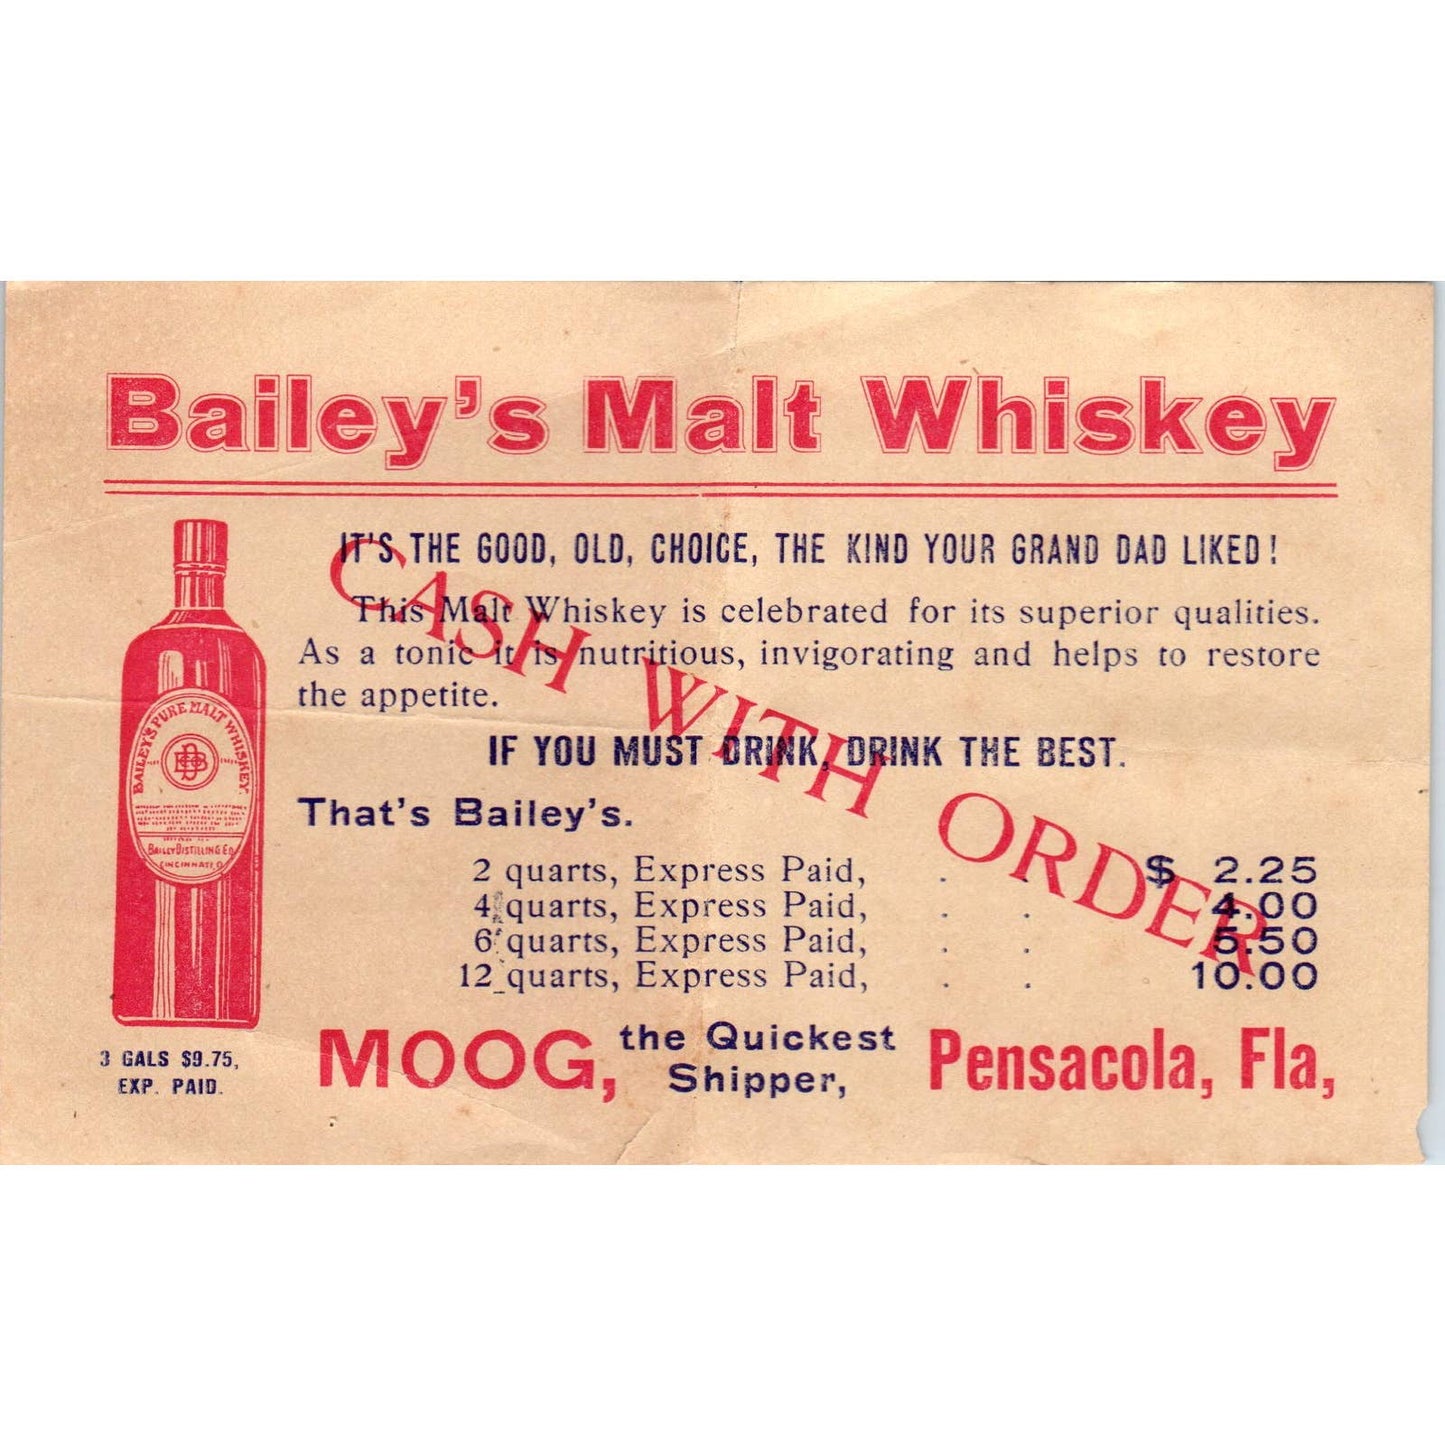 Bailey's Malt Whiskey
IT'S THE GOOD, OLD, CHOICE, THE KIND YOUR GRAND DAD LIKED!
This Malt Whiskey is celebrated for its superior qualities.
As a tonic it is nutritious, invigorating and helps to restore
the appetite.
CASH WITH ORDER
IF YOU MUST DRINK, DRINK THE BEST.
That's Bailey's.
2 quarts, Express Paid, . . $ 2.25
4 quarts, Express Paid, . . 4.00
6 quarts, Express Paid, . . 5.50
12 quarts, Express Paid, . . 10.00
BAILEY'S PURE MALT WHISKEY.
BAILEY DISTILLING Co
CINCINNATI O
3 GALS $9.75,
EXP. PAID.
MOOG, the Quickest
Shipper,
Pensacola, Fla,